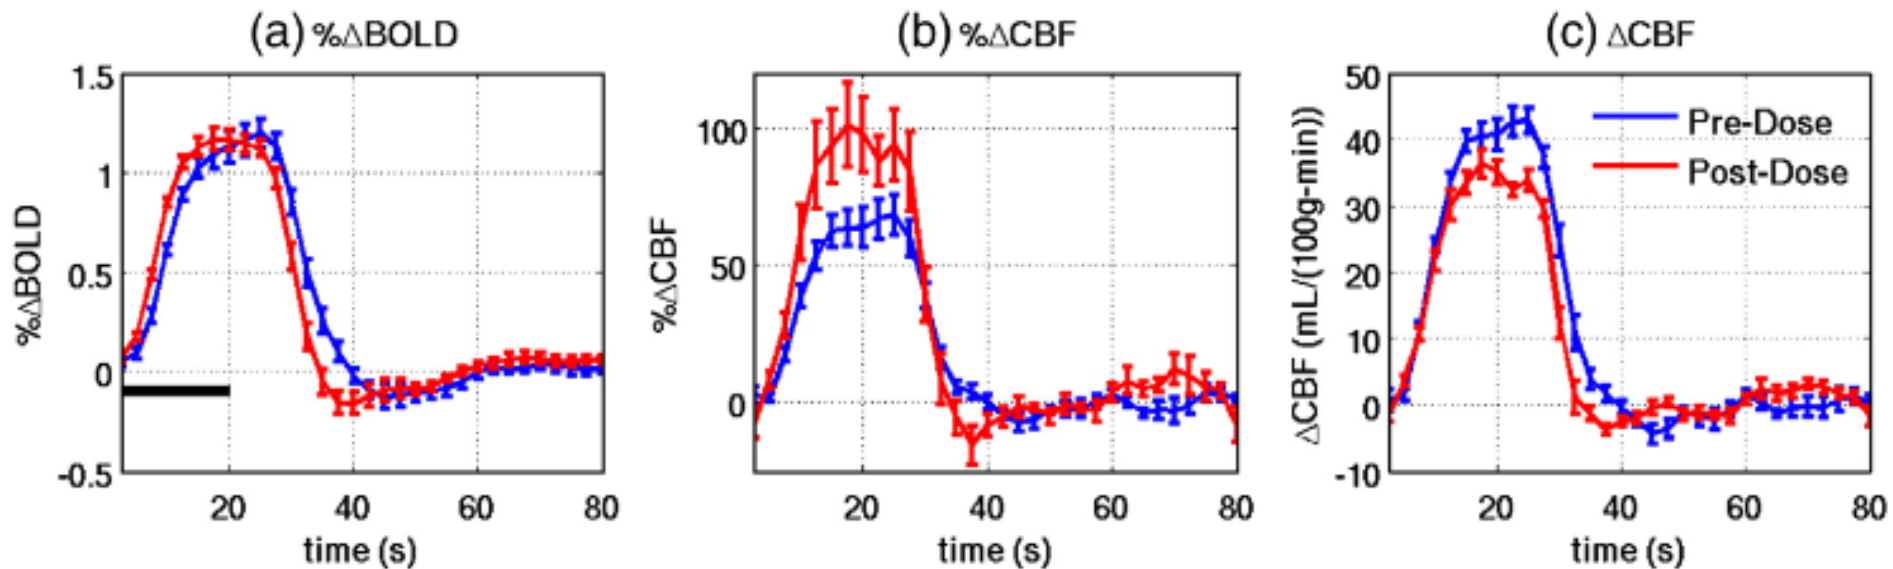 (a) %ΔBOLD
%ΔBOLD
1.5
1
0.5
0
-0.5
20 40 60 80
time (s)
(b) %ΔCBF
%ΔCBF
100
50
0
20 40 60 80
time (s)
(c) ΔCBF
ΔCBF (mL/(100g-min))
50
40
30
20
10
0
-10
20 40 60 80
time (s)
Pre-Dose
Post-Dose